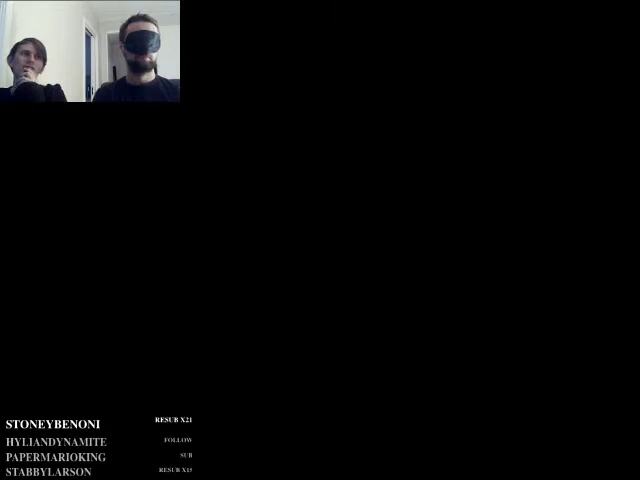 STONEYBENONI RESUB X21
HYLIANDYNAMITE FOLLOW
PAPERMARIOKING SUB
STABBYLARSON RESUB X15